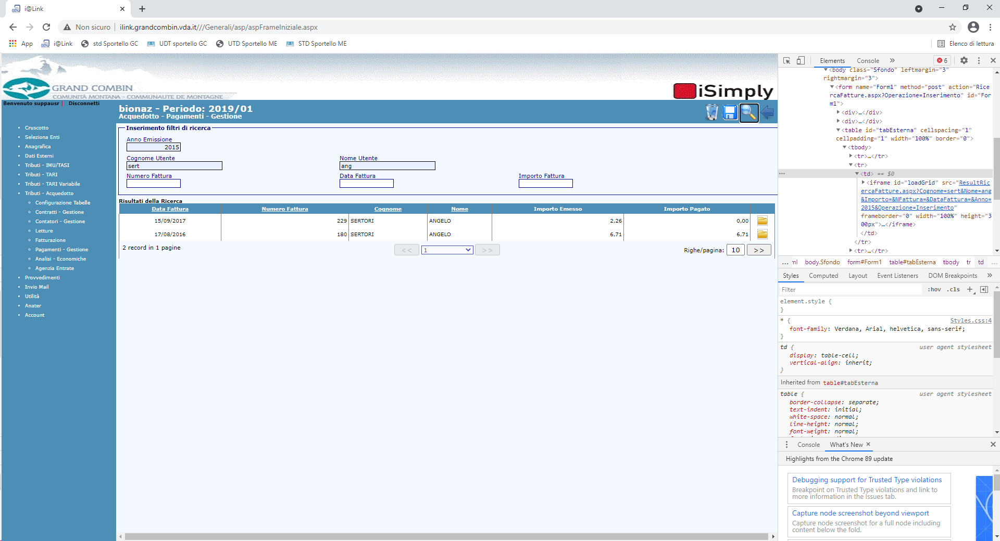 i@Link
Non sicuro
ilink.grandcombin.vda.it///Generali/asp/aspFrameIniziale.aspx
App
i@Link
std Sportello GC
UDT sportello GC
UTD Sportello ME
STD Sportello ME
Elenco di lettura
GRAND COMBIN
COMUNITÀ MONTANA - COMMUNAUTE DE MONTAGNE
iSimply
Benvenuto suppausr | Disconnetti
bionaz - Periodo: 2019/01
Acquedotto - Pagamenti - Gestione
Cruscotto
Seleziona Enti
Anagrafica
Dati Esterni
Tributi - IMU/TASI
Tributi - TARI
Tributi - TARI Variabile
Tributi - Acquedotto
Configurazione Tabelle
Contratti - Gestione
Contatori - Gestione
Letture
Fatturazione
Pagamenti - Gestione
Analisi - Economiche
Agenzia Entrate
Provvedimenti
Invio Mail
Utilità
Anater
Account
Inserimento filtri di ricerca
Anno Emissione
2015
Cognome Utente
Nome Utente
sert
ang
Numero Fattura
Data Fattura
Importo Fattura
Risultati della Ricerca
Data Fattura Numero Fattura Cognome Nome Importo Emesso Importo Pagato
15/09/2017 229 SERTORI ANGELO 2,26 0,00
17/08/2016 180 SERTORI ANGELO 6,71 6,71
2 record in 1 pagine
<< 1 >>
Righe/pagina: 10 >>
Elements Console » 6
▼<body class="Sfondo" leftmargin="3"
rightmargin="3">
▼<form name="Form1" method="post" action="Rice
rcaFatture.aspx?Operazione=Inserimento" id="For
m1">
▶<div>…</div>
▶<div>…</div>
▼<table id="tabEsterna" cellspacing="1"
cellpadding="1" width="100%" border="0">
▼<tbody>
▶<tr>…</tr>
▼<tr>
… ▼<td> == $0
▶<iframe id="loadGrid" src="ResultRic
ercaFatture.aspx?Cognome=sert&Nome=ang
&Importo=&NFattura=&DataFattura=&Anno=
2015&Operazione=Inserimento"
frameborder="0" width="100%" height="3
00px">…</iframe>
</td>
</tr>
▶<tr>…</tr>
... ml body.Sfondo form#Form1 table#tabEsterna tbody tr td ...
Styles Computed Layout Event Listeners DOM Breakpoints »
Filter :hov .cls +
element.style {
}
* { Styles.css:4
font-family: Verdana, Arial, helvetica, sans-serif;
}
td { user agent stylesheet
display: table-cell;
vertical-align: inherit;
}
Inherited from table#tabEsterna
table { user agent stylesheet
border-collapse: separate;
text-indent: initial;
white-space: normal;
line-height: normal;
font-weight: normal;
Console What's New
Highlights from the Chrome 89 update
Debugging support for Trusted Type violations
Breakpoint on Trusted Type violations and link to
more information in the Issues tab.
Capture node screenshot beyond viewport
Capture node screenshot for a full node including
content below the fold.